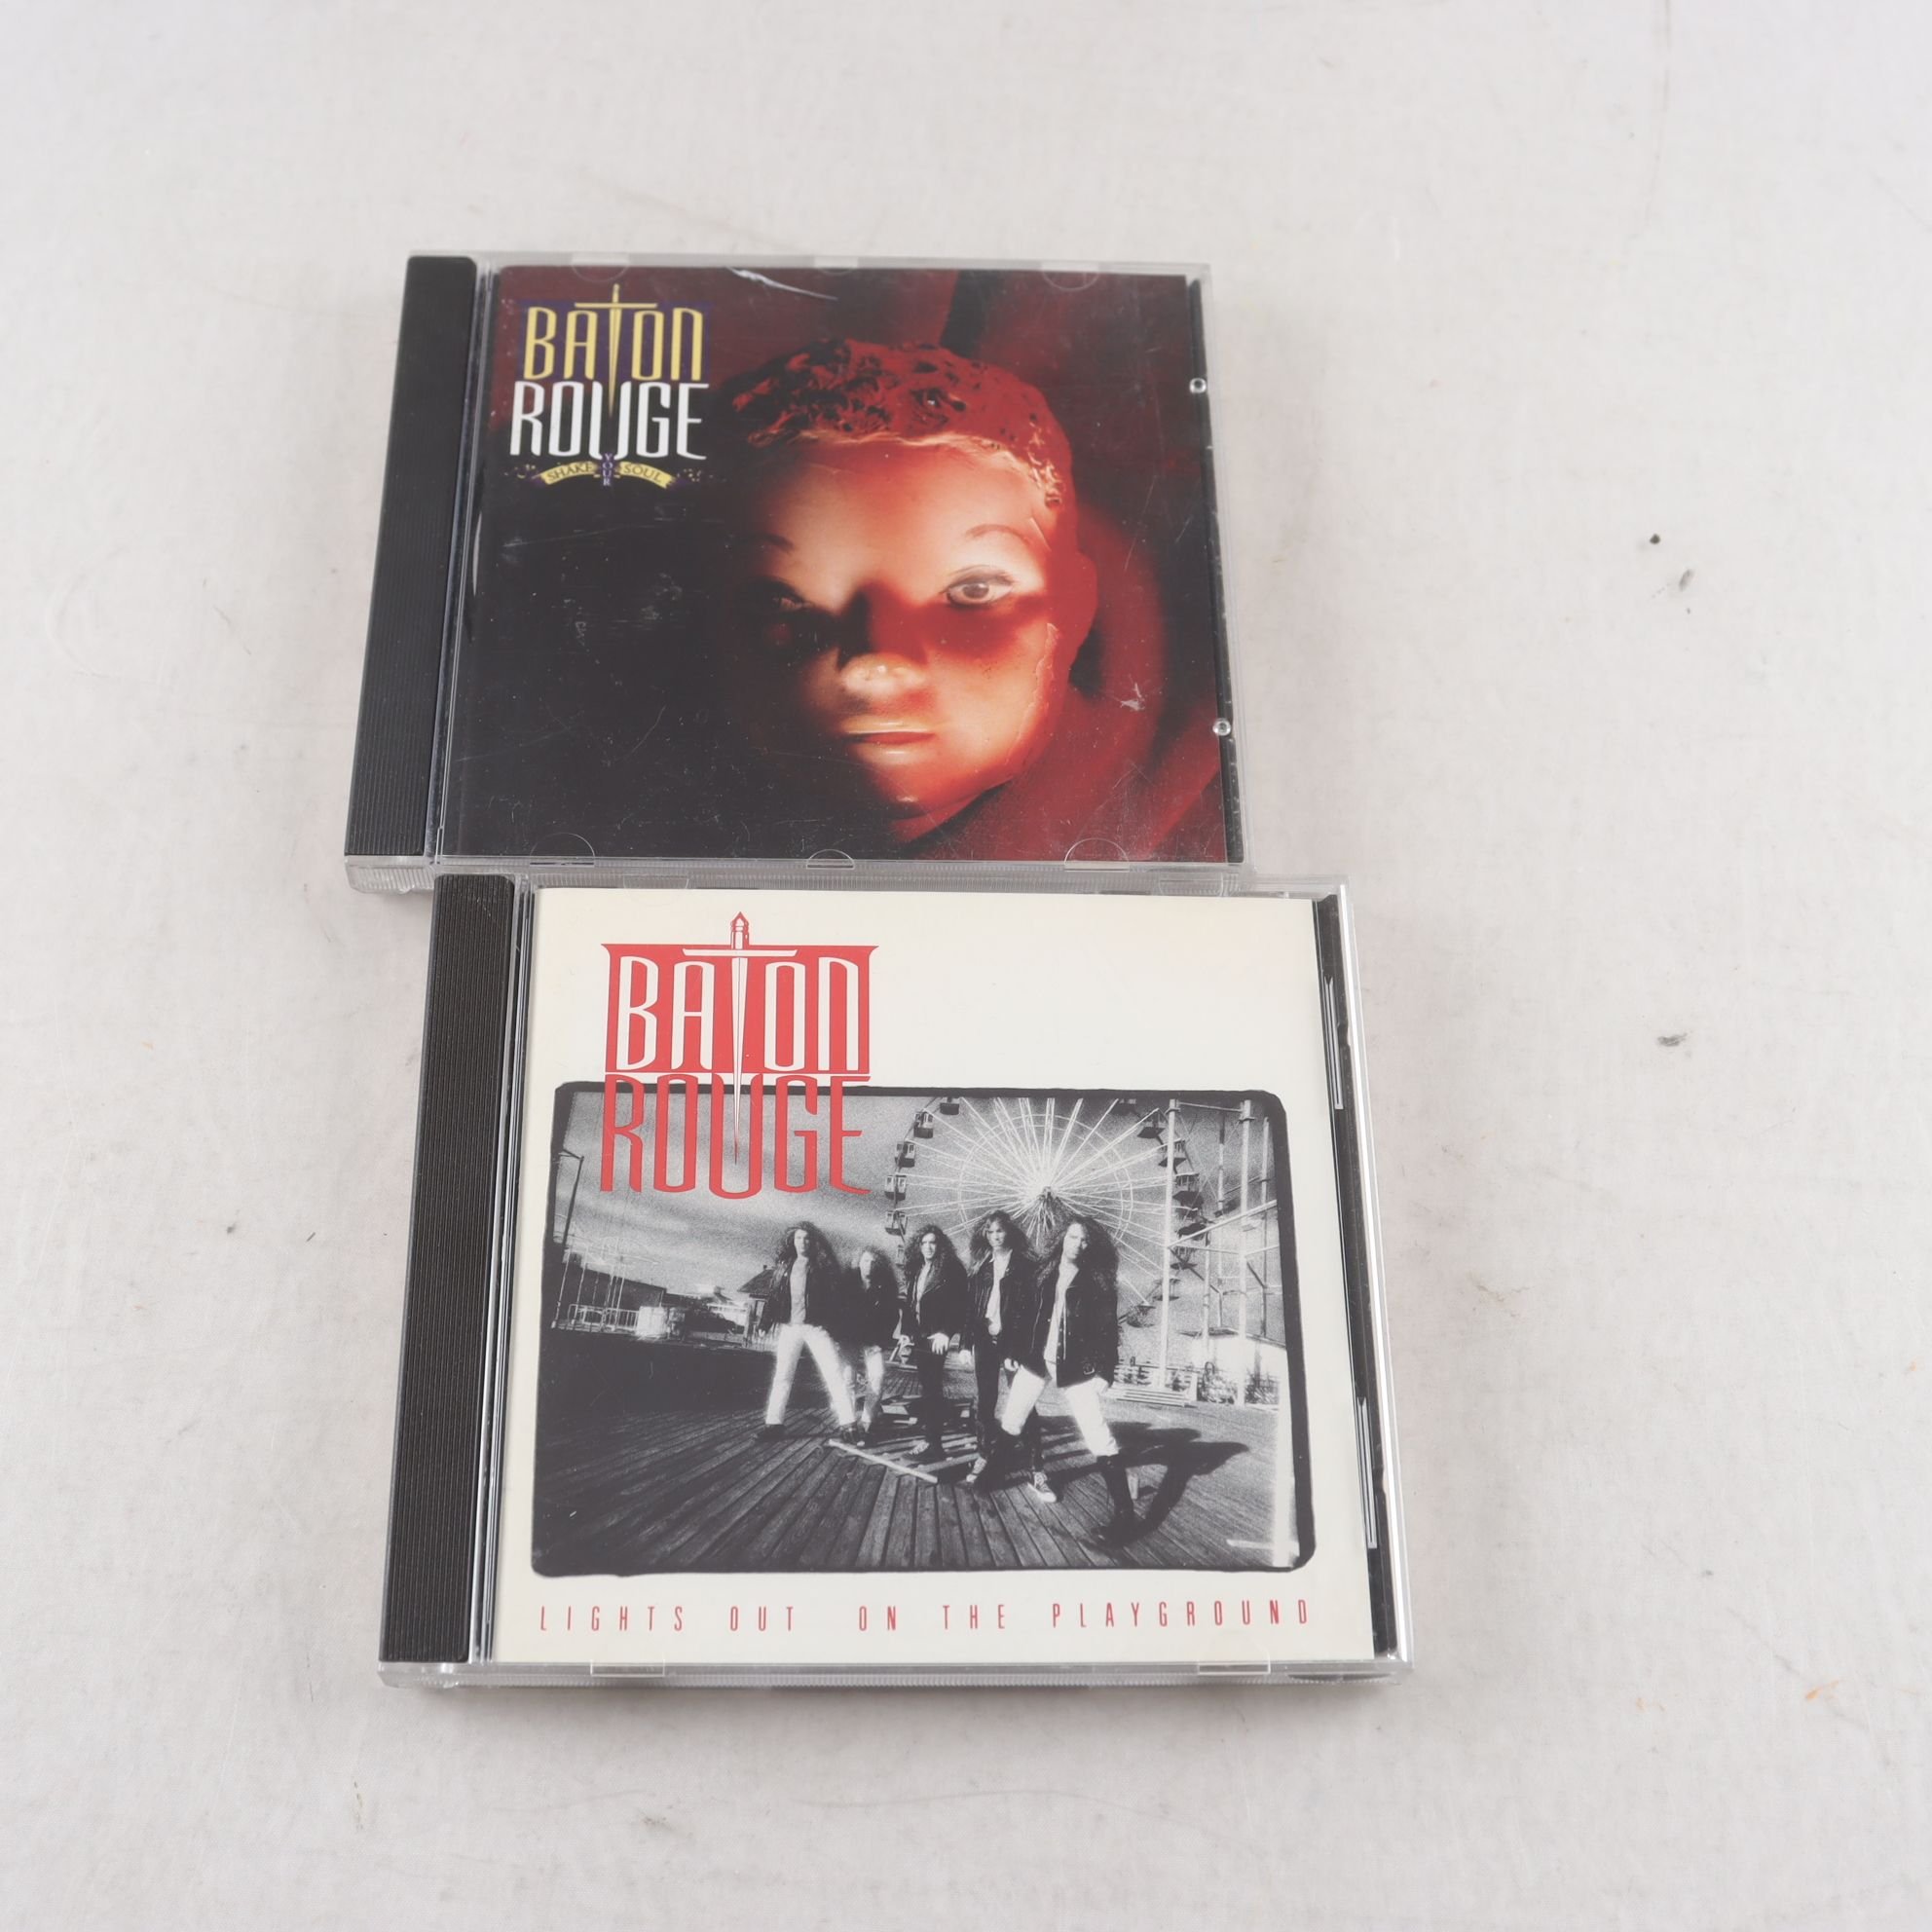 BATON
ROUGE
SHAKE YOUR SOUL
BATON
ROUGE
LIGHTS OUT ON THE PLAYGROUND